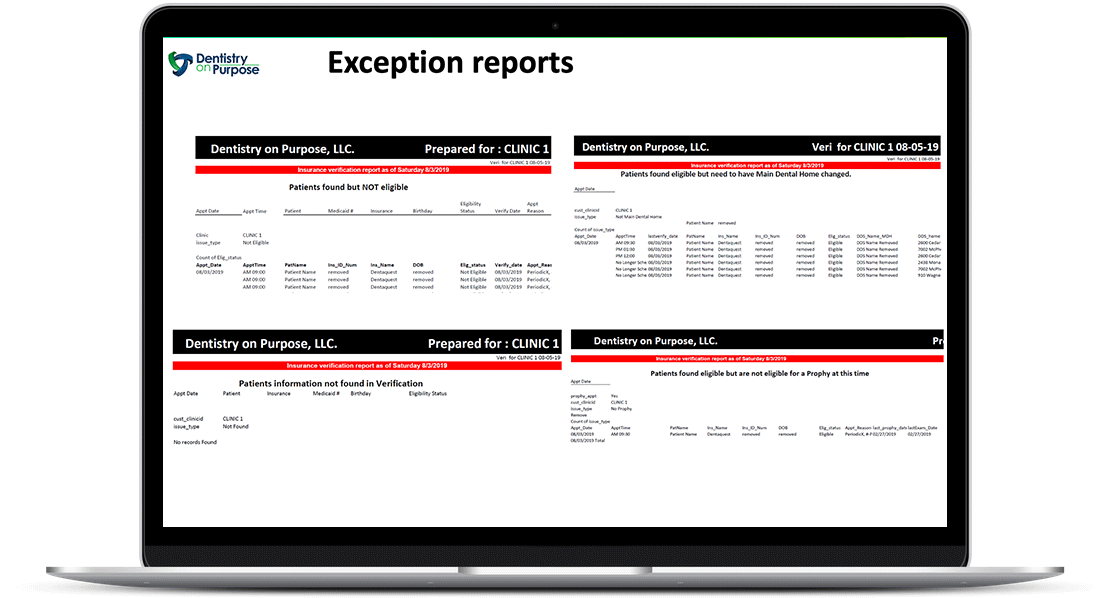 Dentistry
on Purpose
Exception reports
Dentistry on Purpose, LLC. Prepared for : CLINIC 1
Veri for CLINIC 1 08-05-19
Insurance verification report as of Saturday 8/3/2019
Patients found but NOT eligible
Eligibility Appt
Appt Date Appt Time Patient Medicaid # Insurance Birthday Status Verify Date Reason
Clinic CLINIC 1
issue_type Not Eligible
Count of Elig_status
Appt_Date ApptTime PatName Ins_ID_Num Ins_Name DOB Elig_status Verify_date Appt_Reas
08/03/2019 AM 09:00 Patient Name removed Dentaquest removed Not Eligible 08/03/2019 PeriodicX,
AM 09:00 Patient Name removed Dentaquest removed Not Eligible 08/03/2019 PeriodicX,
AM 09:00 Patient Name removed Dentaquest removed Not Eligible 08/03/2019 PeriodicX,
Dentistry on Purpose, LLC. Veri for CLINIC 1 08-05-19
Veri for CLINIC 1 08-05-19
Insurance verification report as of Saturday 8/3/2019
Patients found eligible but need to have Main Dental Home changed.
Appt Date
cust_clinicid CLINIC 1
issue_type Not Main Dental Home
Patient Name removed
Count of issue_type
Appt_Date ApptTime lastverify_date PatName Ins_Name Ins_ID_Num DOB Elig_status DOS_Name_MDH DOS_home
08/03/2019 AM 09:30 08/03/2019 Patient Name Dentaquest removed removed Eligible DDS Name Removed 2600 Cedar
PM 01:30 08/03/2019 Patient Name Dentaquest removed removed Eligible DDS Name Removed 7002 McPh
PM 12:00 08/03/2019 Patient Name Dentaquest removed removed Eligible DDS Name Removed 2600 Cedar
No Longer Sche 08/03/2019 Patient Name Dentaquest removed removed Eligible DDS Name Removed 2438 Mona
No Longer Sche 08/03/2019 Patient Name Dentaquest removed removed Eligible DDS Name Removed 7002 McPh
No Longer Sche 08/03/2019 Patient Name Dentaquest removed removed Eligible DDS Name Removed 910 Wagne
Dentistry on Purpose, LLC. Prepared for : CLINIC 1
Veri for CLINIC 1 08-05-19
Insurance verification report as of Saturday 8/3/2019
Patients information not found in Verification
Appt Date Patient Insurance Medicaid # Birthday Eligibility Status
cust_clinicid CLINIC 1
issue_type Not Found
No records Found
Dentistry on Purpose, LLC. Pr
Insurance verification report as of Saturday 8/3/2019
Patients found eligible but are not eligible for a Prophy at this time
Appt Date
prophy_appt Yes
cust_clinicid CLINIC 1
issue_type No Prophy
Remove
Count of issue_type
Appt_Date ApptTime PatName Ins_Name Ins_ID_Num DOB Elig_status Appt_Reason last_prophy_date lastExam_Date
08/03/2019 AM 09:30 Patient Name Dentaquest removed removed Eligible PeriodicX, 02/27/2019 02/27/2019
08/03/2019 Total